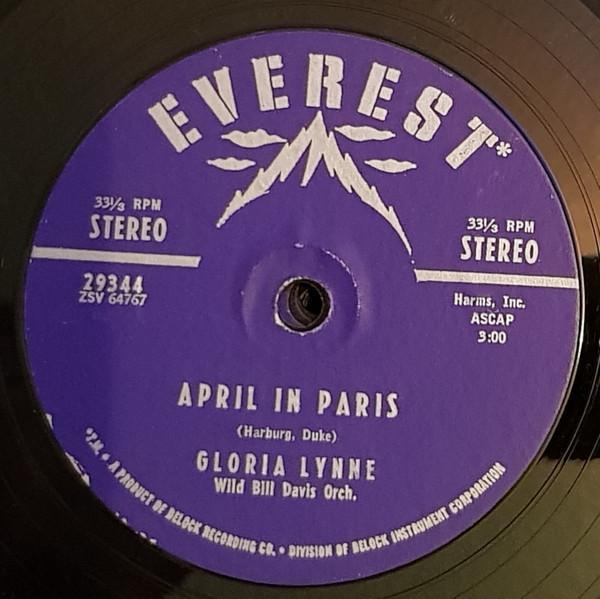 EVEREST*
33⅓ RPM
STEREO
33⅓ RPM
STEREO
29344
ZSV 64767
Harms, Inc.
ASCAP
3:00
APRIL IN PARIS
(Harburg, Duke)
GLORIA LYNNE
Wild Bill Davis Orch.
*T.M. • A PRODUCT OF BELOCK RECORDING CO. • DIVISION OF BELOCK INSTRUMENT CORPORATION